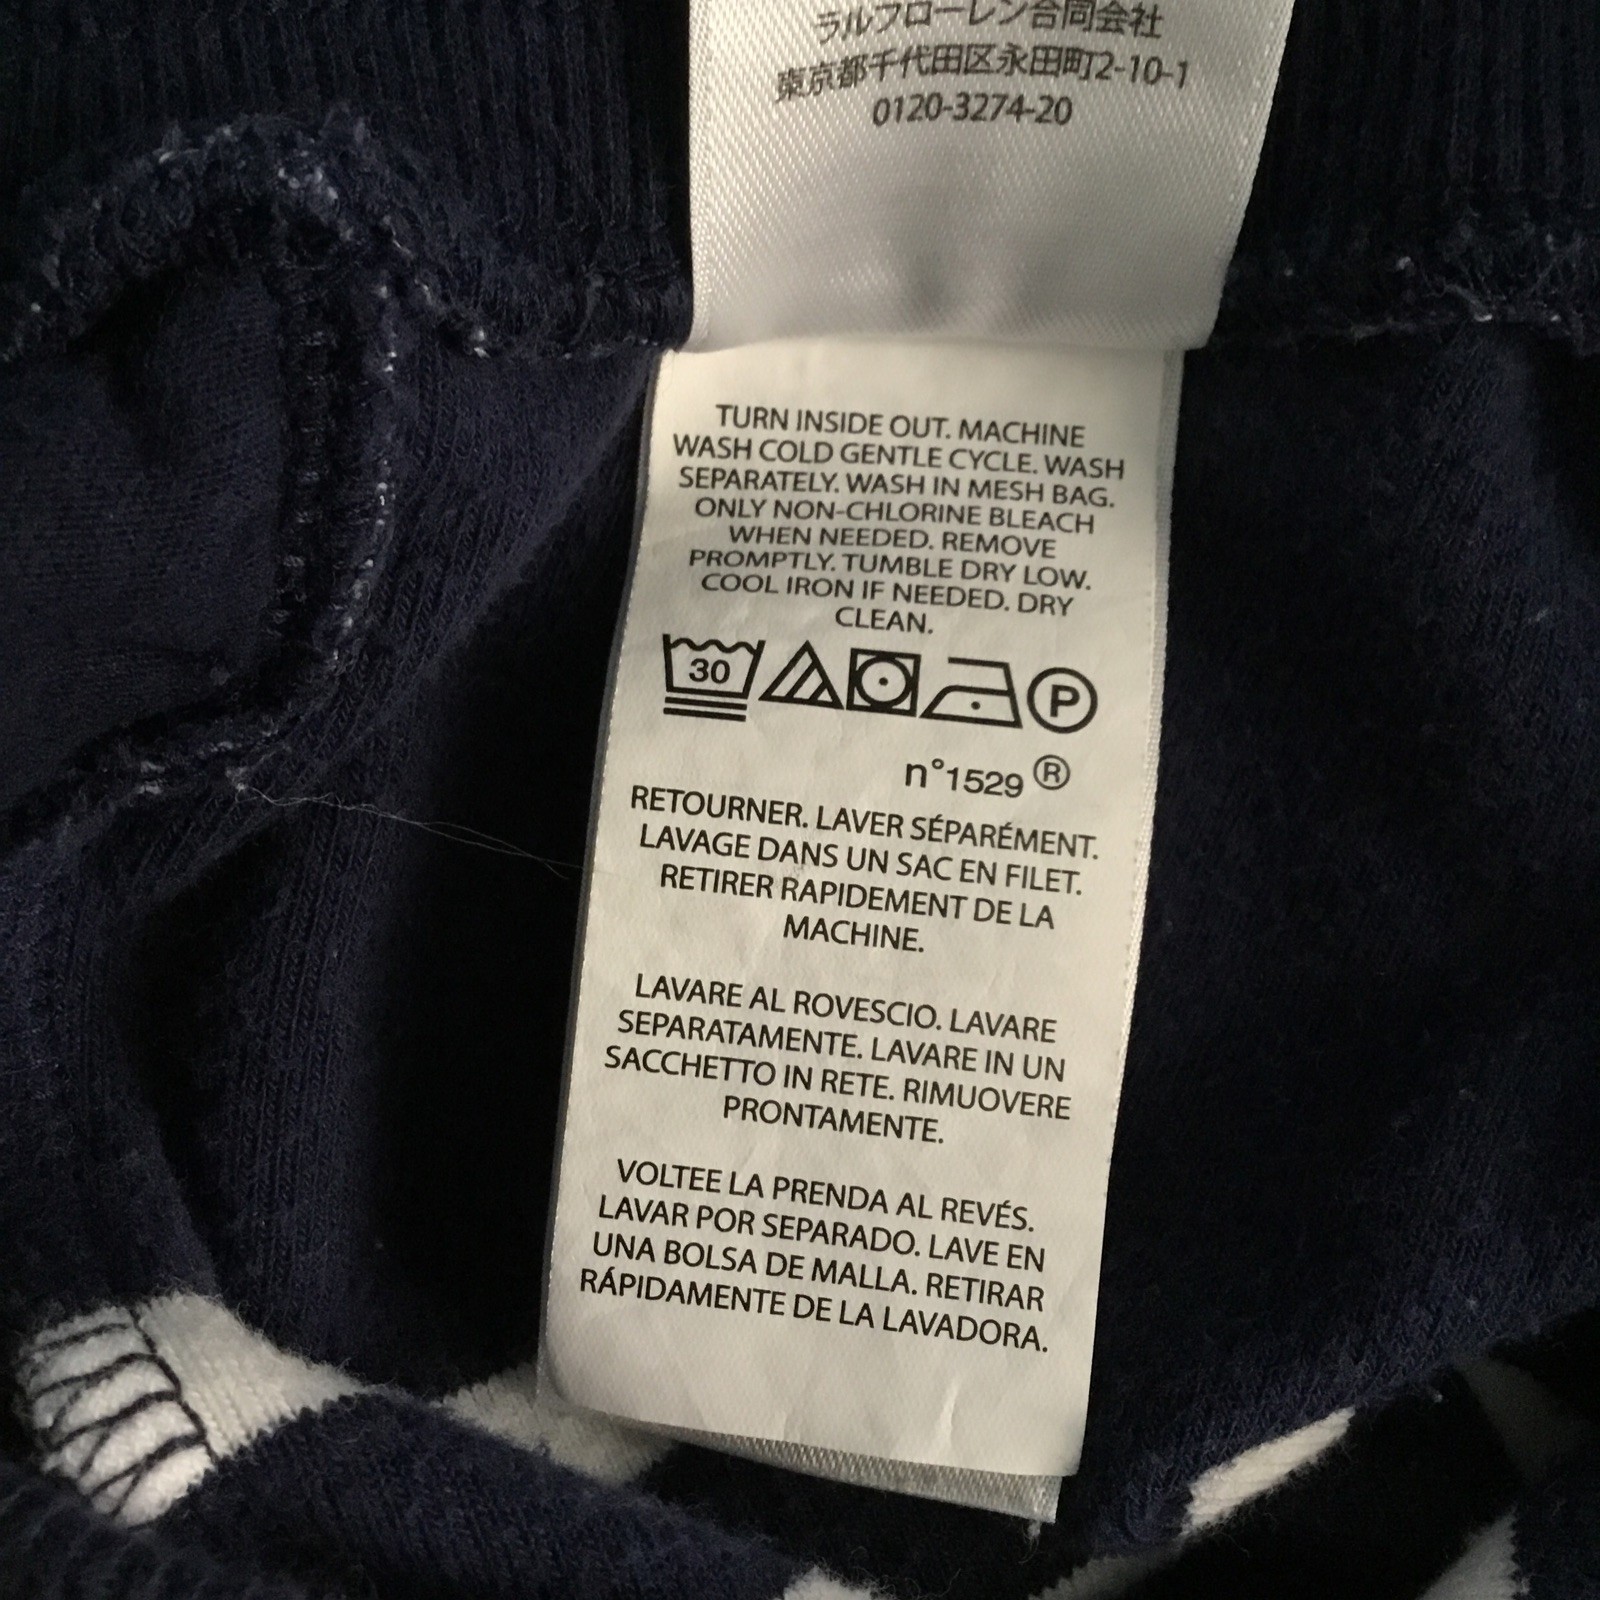 ラルフローレン合同会社
東京都千代田区永田町2-10-1
0120-3274-20
TURN INSIDE OUT. MACHINE
WASH COLD GENTLE CYCLE. WASH
SEPARATELY. WASH IN MESH BAG.
ONLY NON-CHLORINE BLEACH
WHEN NEEDED. REMOVE
PROMPTLY. TUMBLE DRY LOW.
COOL IRON IF NEEDED. DRY
CLEAN.
30 P
n°1529 ®
RETOURNER. LAVER SÉPARÉMENT.
LAVAGE DANS UN SAC EN FILET.
RETIRER RAPIDEMENT DE LA
MACHINE.
LAVARE AL ROVESCIO. LAVARE
SEPARATAMENTE. LAVARE IN UN
SACCHETTO IN RETE. RIMUOVERE
PRONTAMENTE.
VOLTEE LA PRENDA AL REVÉS.
LAVAR POR SEPARADO. LAVE EN
UNA BOLSA DE MALLA. RETIRAR
RÁPIDAMENTE DE LA LAVADORA.